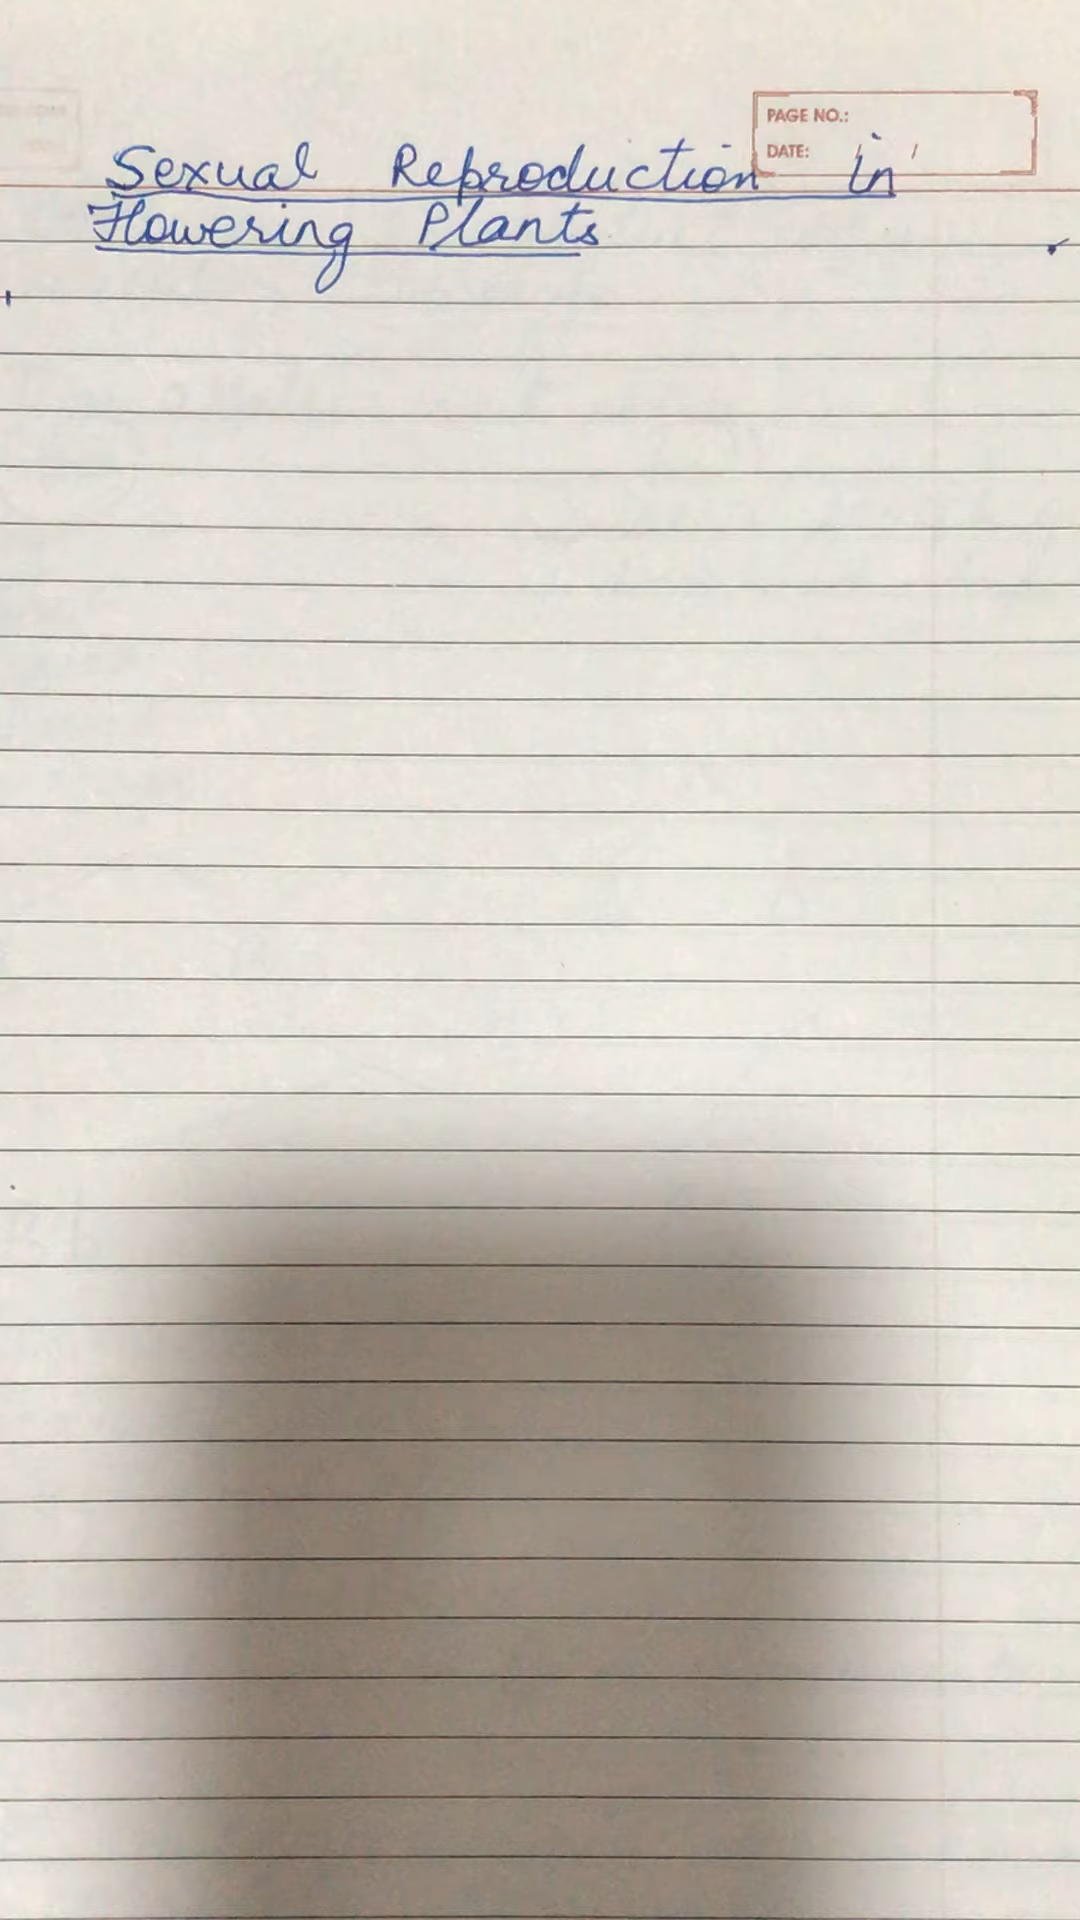 PAGE NO.:
DATE: / /
Sexual Reproduction in
Flowering Plants